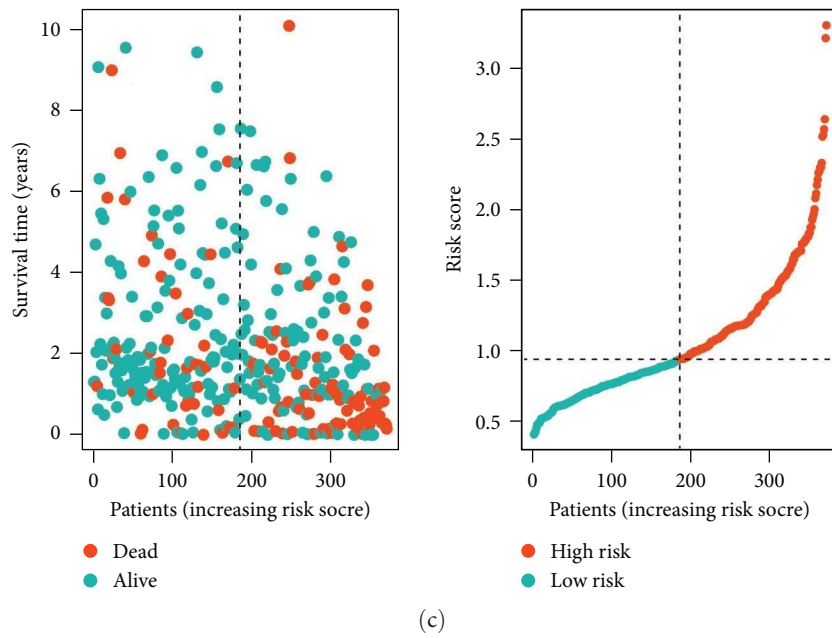 10
8
6
4
2
0
Survival time (years)
0
100
200
300
Patients (increasing risk socre)
Dead
Alive
3.0
2.5
2.0
1.5
1.0
0.5
Risk score
0
100
200
300
Patients (increasing risk socre)
High risk
Low risk
(c)